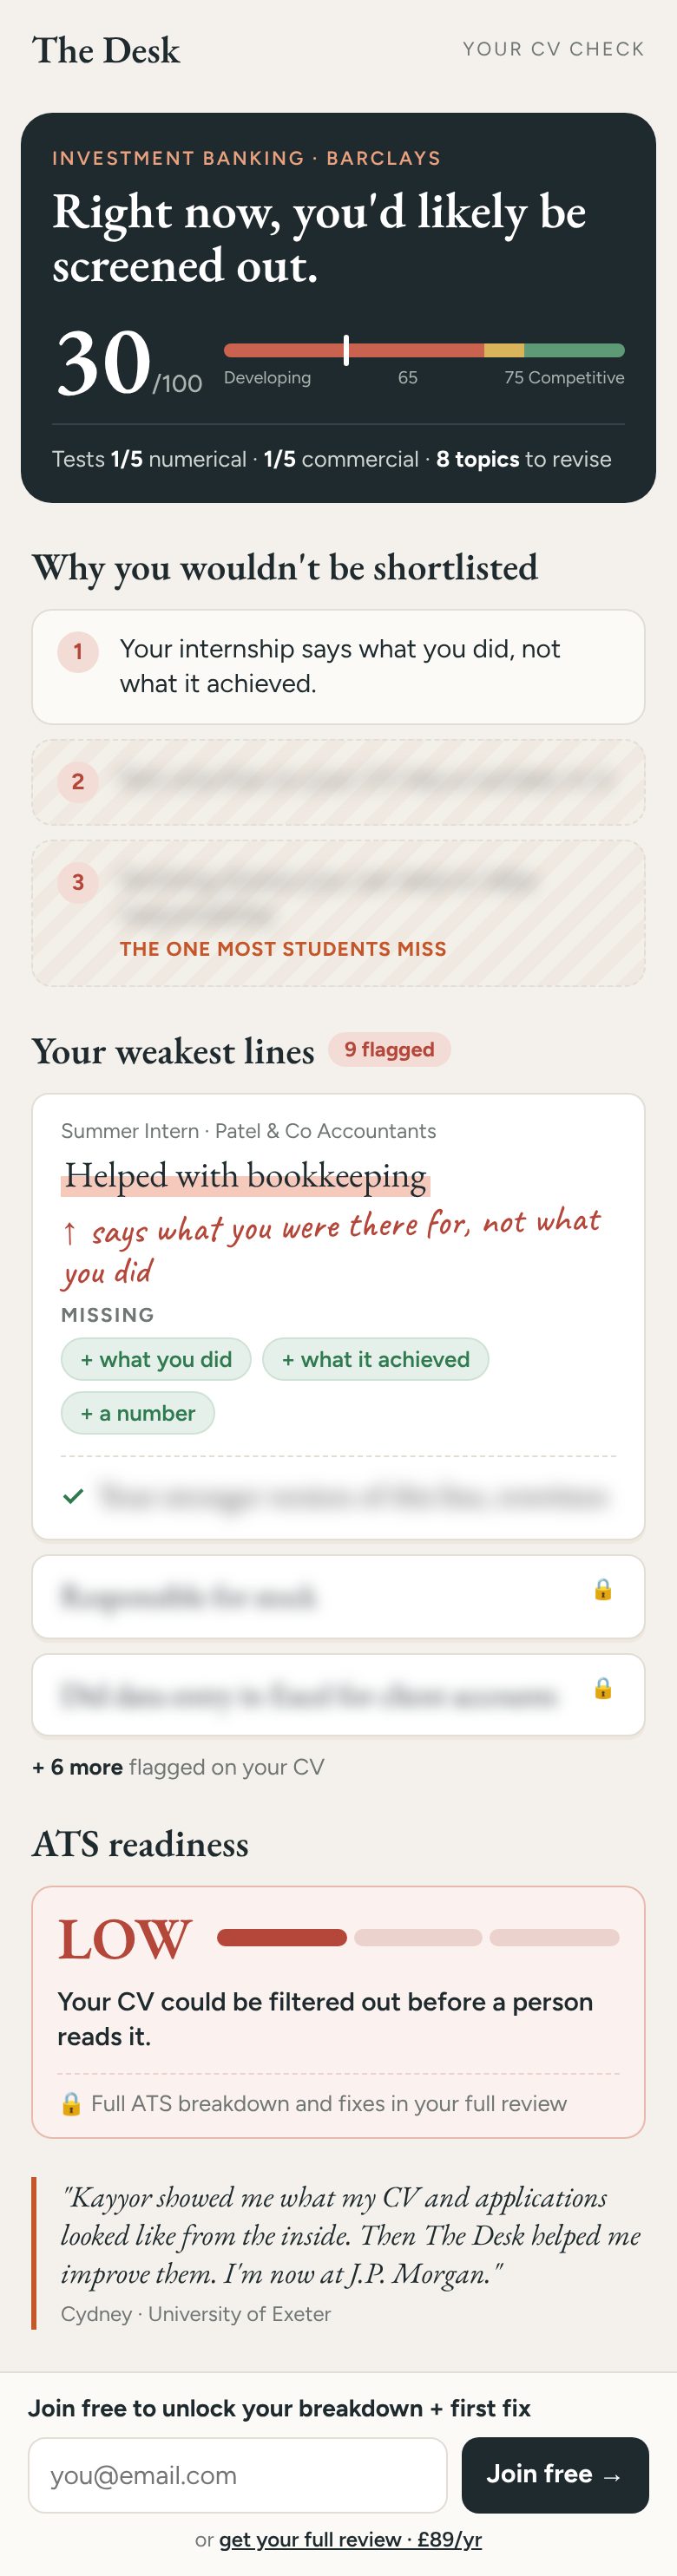 The Desk
YOUR CV CHECK
INVESTMENT BANKING · BARCLAYS
Right now, you'd likely be
screened out.
30/100
Developing 65 75 Competitive
Tests 1/5 numerical · 1/5 commercial · 8 topics to revise
Why you wouldn't be shortlisted
1 Your internship says what you did, not
what it achieved.
2
3
THE ONE MOST STUDENTS MISS
Your weakest lines 9 flagged
Summer Intern · Patel & Co Accountants
Helped with bookkeeping
↑ says what you were there for, not what
you did
MISSING
+ what you did + what it achieved
+ a number
+ 6 more flagged on your CV
ATS readiness
LOW
Your CV could be filtered out before a person
reads it.
Full ATS breakdown and fixes in your full review
"Kayyor showed me what my CV and applications
looked like from the inside. Then The Desk helped me
improve them. I'm now at J.P. Morgan."
Cydney · University of Exeter
Join free to unlock your breakdown + first fix
you@email.com
Join free →
or get your full review · £89/yr